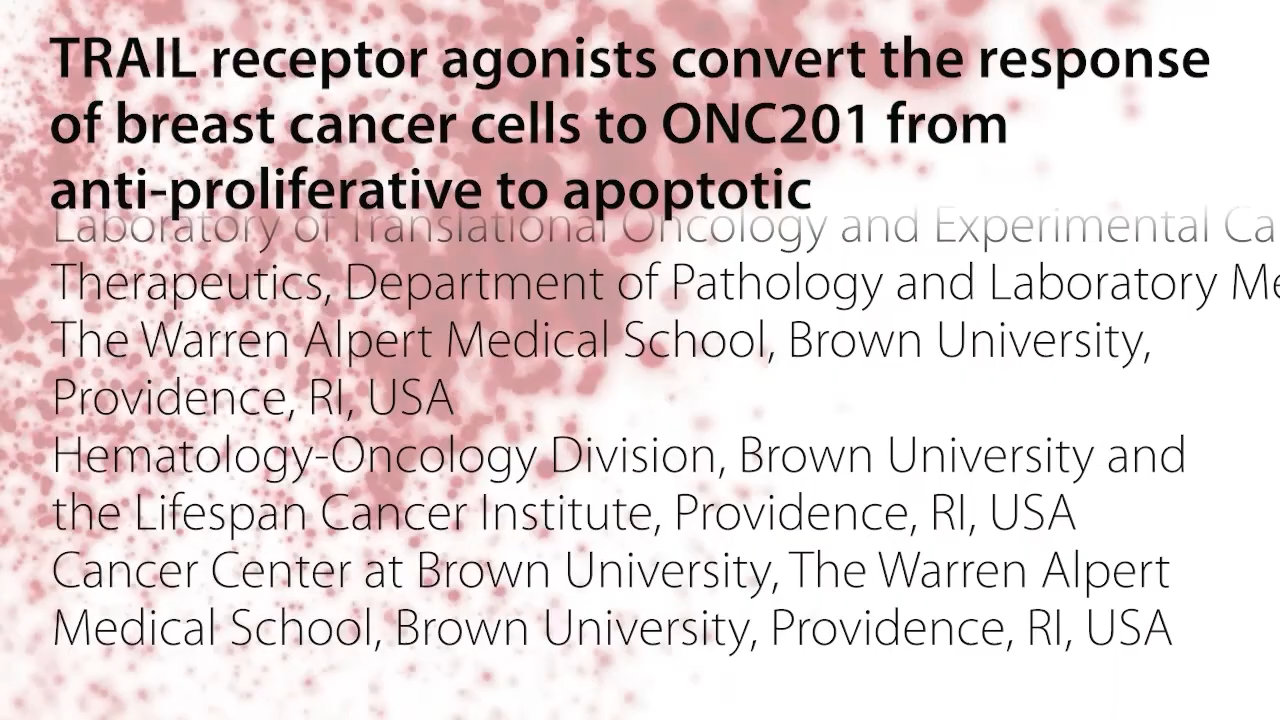 TRAIL receptor agonists convert the response
of breast cancer cells to ONC201 from
anti-proliferative to apoptotic
Laboratory of Translational Oncology and Experimental
Therapeutics, Department of Pathology and Laboratory
The Warren Alpert Medical School, Brown University,
Providence, RI, USA
Hematology-Oncology Division, Brown University and
the Lifespan Cancer Institute, Providence, RI, USA
Cancer Center at Brown University, The Warren Alpert
Medical School, Brown University, Providence, RI, USA